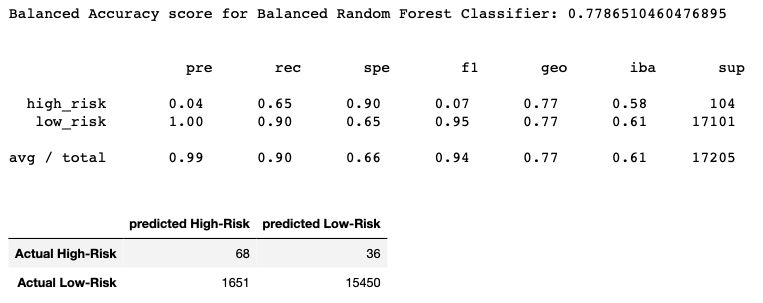 Balanced Accuracy score for Balanced Random Forest Classifier: 0.7786510460476895
pre rec spe f1 geo iba sup
high_risk 0.04 0.65 0.90 0.07 0.77 0.58 104
low_risk 1.00 0.90 0.65 0.95 0.77 0.61 17101
avg / total 0.99 0.90 0.66 0.94 0.77 0.61 17205
predicted High-Risk predicted Low-Risk
Actual High-Risk 68 36
Actual Low-Risk 1651 15450